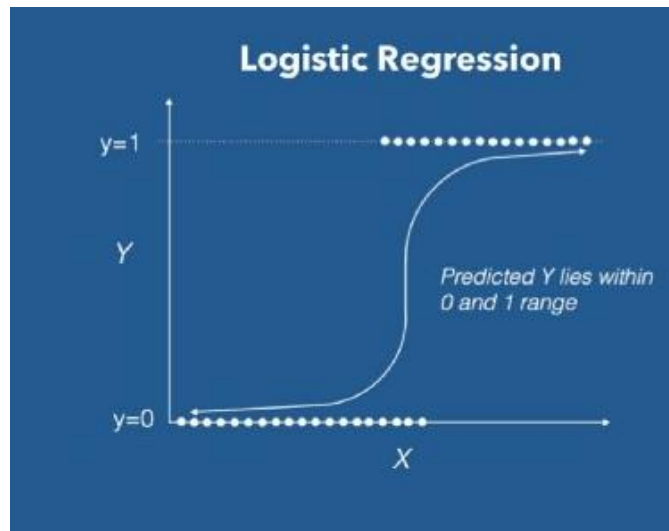 Logistic Regression
y=1
Y
Predicted Y lies within
0 and 1 range
y=0
X